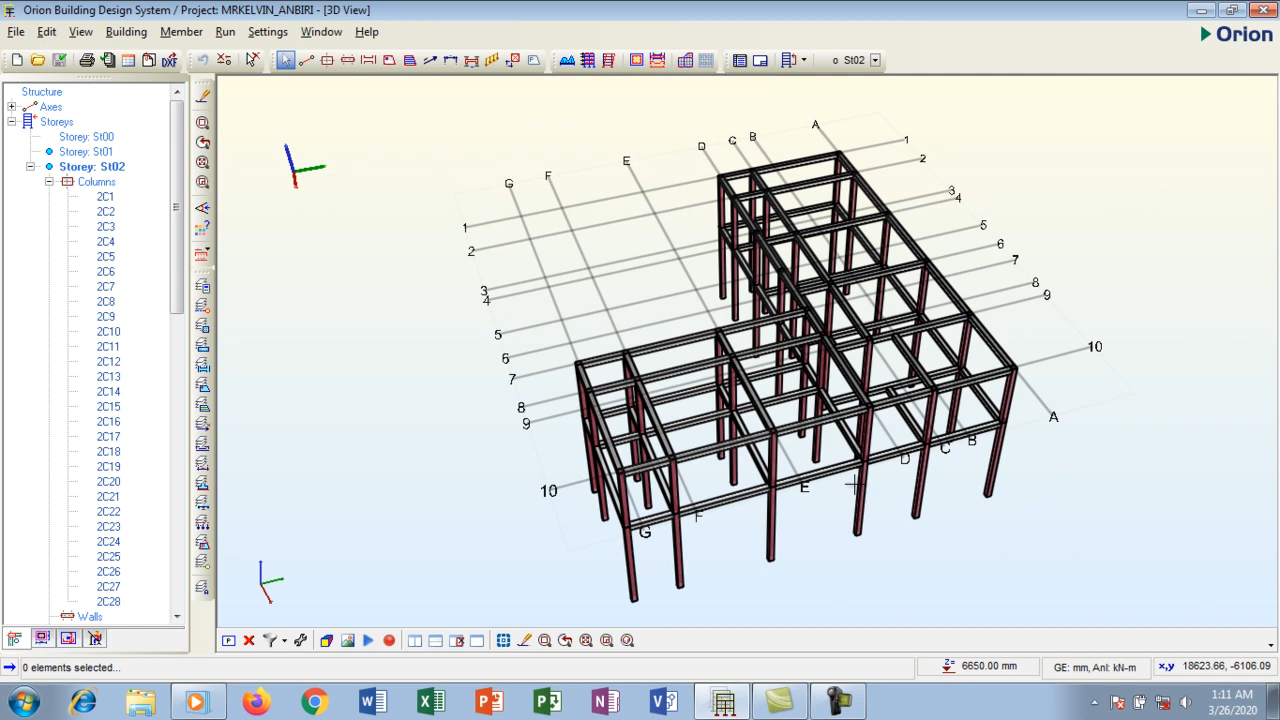 Orion Building Design System / Project: MRKELVIN_ANBIRI - [3D View]
File Edit View Building Member Run Settings Window Help
Orion
DXF
St02
Structure
Axes
Storeys
Storey: St00
Storey: St01
Storey: St02
Columns
2C1
2C2
2C3
2C4
2C5
2C6
2C7
2C8
2C9
2C10
2C11
2C12
2C13
2C14
2C15
2C16
2C17
2C18
2C19
2C20
2C21
2C22
2C23
2C24
2C25
2C26
2C27
2C28
Walls
G F E D C B A
1
2
3
4
5
6
7
8
9
10
1
2
3
4
5
6
7
8
9
10
G F E D C B A
0 elements selected...
Z= 6650.00 mm
GE: mm, Anl: kN-m
x,y 18623.66, -6106.09
1:11 AM
3/26/2020